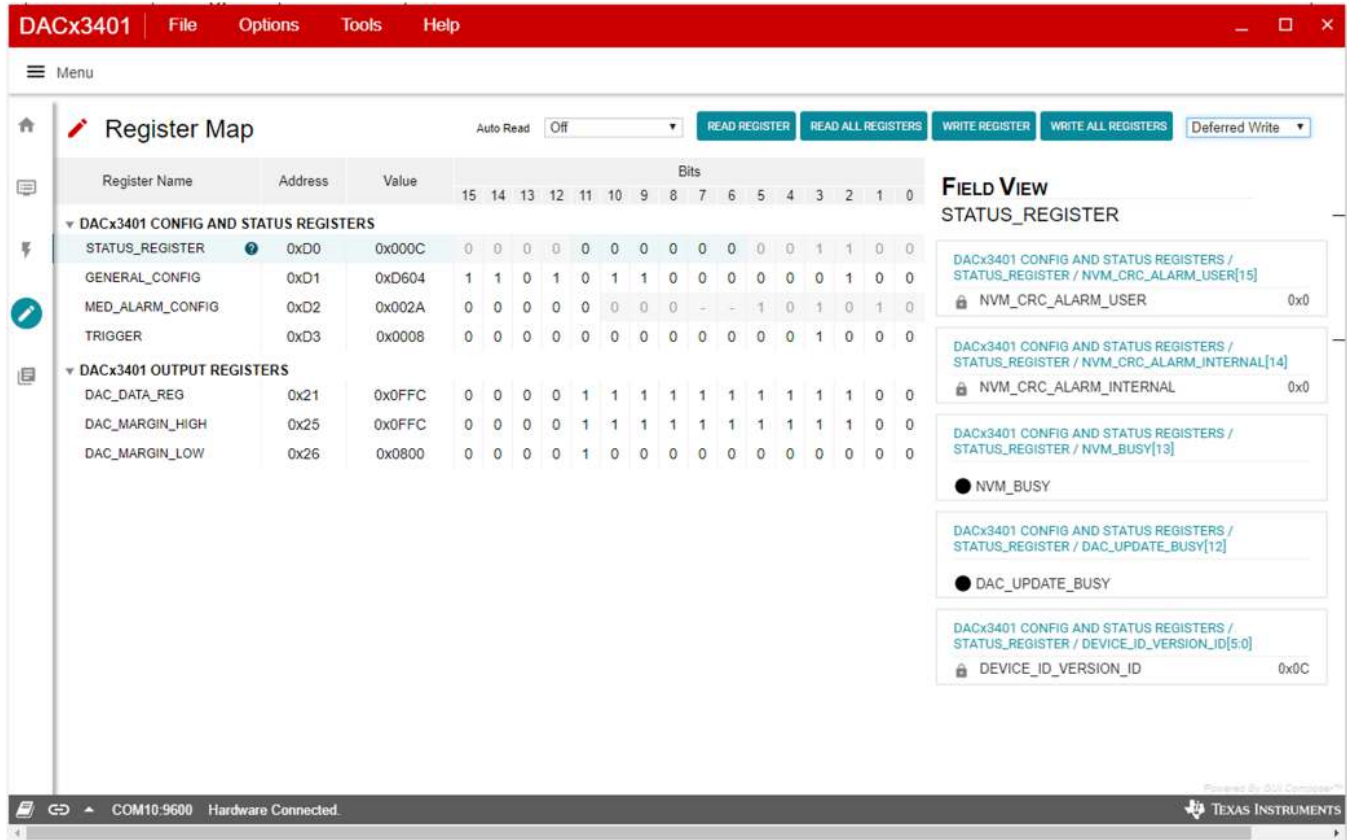 DACx3401 File Options Tools Help
Menu
Register Map Auto Read Off READ REGISTER READ ALL REGISTERS WRITE REGISTER WRITE ALL REGISTERS Deferred Write
Register Name Address Value Bits
15 14 13 12 11 10 9 8 7 6 5 4 3 2 1 0
DACx3401 CONFIG AND STATUS REGISTERS
STATUS_REGISTER ? 0xD0 0x000C 0 0 0 0 0 0 0 0 0 0 0 0 1 1 0 0
GENERAL_CONFIG 0xD1 0xD604 1 1 0 1 0 1 1 0 0 0 0 0 0 1 0 0
MED_ALARM_CONFIG 0xD2 0x002A 0 0 0 0 0 0 0 0 - - 1 0 1 0 1 0
TRIGGER 0xD3 0x0008 0 0 0 0 0 0 0 0 0 0 0 0 1 0 0 0
DACx3401 OUTPUT REGISTERS
DAC_DATA_REG 0x21 0x0FFC 0 0 0 0 1 1 1 1 1 1 1 1 1 1 0 0
DAC_MARGIN_HIGH 0x25 0x0FFC 0 0 0 0 1 1 1 1 1 1 1 1 1 1 0 0
DAC_MARGIN_LOW 0x26 0x0800 0 0 0 0 1 0 0 0 0 0 0 0 0 0 0 0
FIELD VIEW
STATUS_REGISTER
DACx3401 CONFIG AND STATUS REGISTERS /
STATUS_REGISTER / NVM_CRC_ALARM_USER[15]
NVM_CRC_ALARM_USER 0x0
DACx3401 CONFIG AND STATUS REGISTERS /
STATUS_REGISTER / NVM_CRC_ALARM_INTERNAL[14]
NVM_CRC_ALARM_INTERNAL 0x0
DACx3401 CONFIG AND STATUS REGISTERS /
STATUS_REGISTER / NVM_BUSY[13]
NVM_BUSY
DACx3401 CONFIG AND STATUS REGISTERS /
STATUS_REGISTER / DAC_UPDATE_BUSY[12]
DAC_UPDATE_BUSY
DACx3401 CONFIG AND STATUS REGISTERS /
STATUS_REGISTER / DEVICE_ID_VERSION_ID[5:0]
DEVICE_ID_VERSION_ID 0x0C
Powered By GUI Composer™
COM10:9600 Hardware Connected. TEXAS INSTRUMENTS